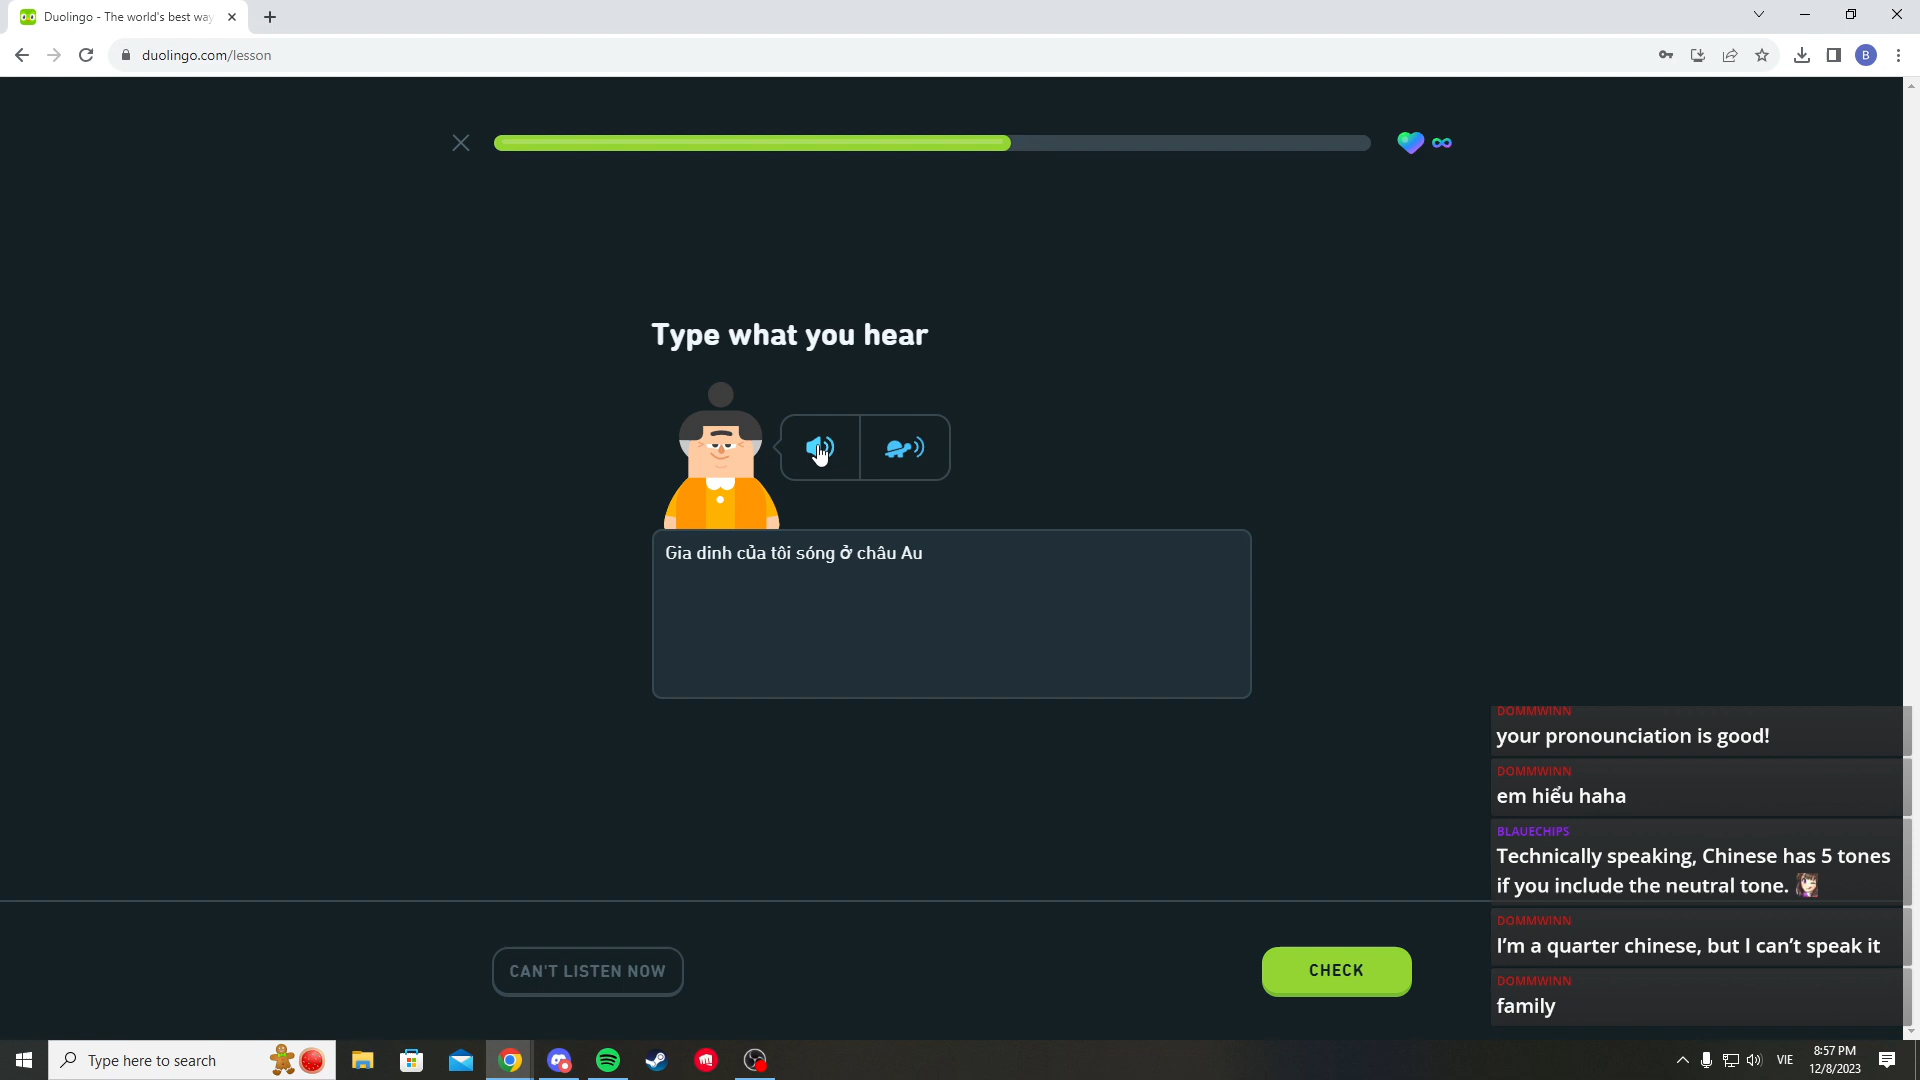 Duolingo - The world's best way
duolingo.com/lesson
B
Type what you hear
Gia dinh của tôi sóng ở châu Au
CAN'T LISTEN NOW
CHECK
DOMMWINN
your pronounciation is good!
DOMMWINN
em hiểu haha
BLAUECHIPS
Technically speaking, Chinese has 5 tones
if you include the neutral tone.
DOMMWINN
I'm a quarter chinese, but I can't speak it
DOMMWINN
family
Type here to search
VIE
8:57 PM
12/8/2023